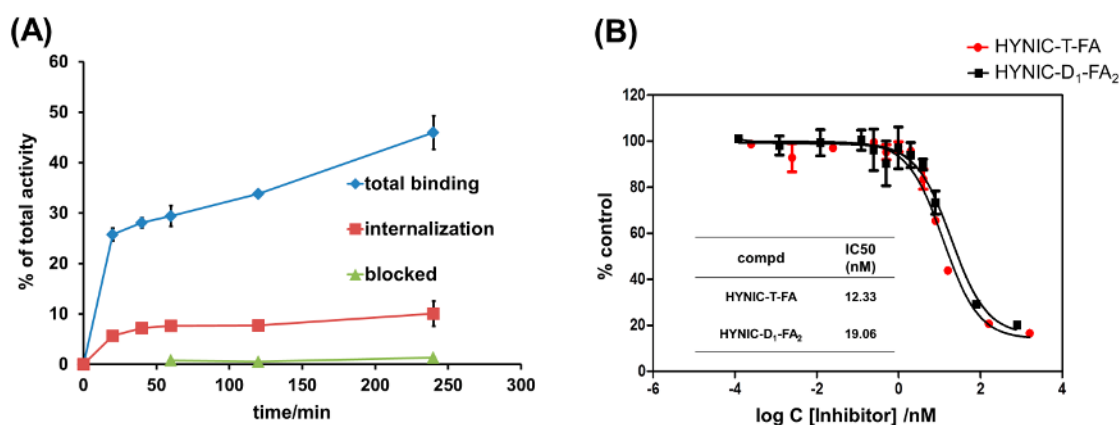 (A)
60
50
40
30
20
10
0
% of total activity
total binding
internalization
blocked
0 50 100 150 200 250 300
time/min
(B)
HYNIC-T-FA
HYNIC-D₁-FA₂
120
100
80
60
40
20
0
% control
compd IC50 (nM)
HYNIC-T-FA 12.33
HYNIC-D₁-FA₂ 19.06
-6 -4 -2 0 2 4
log C [Inhibitor] /nM